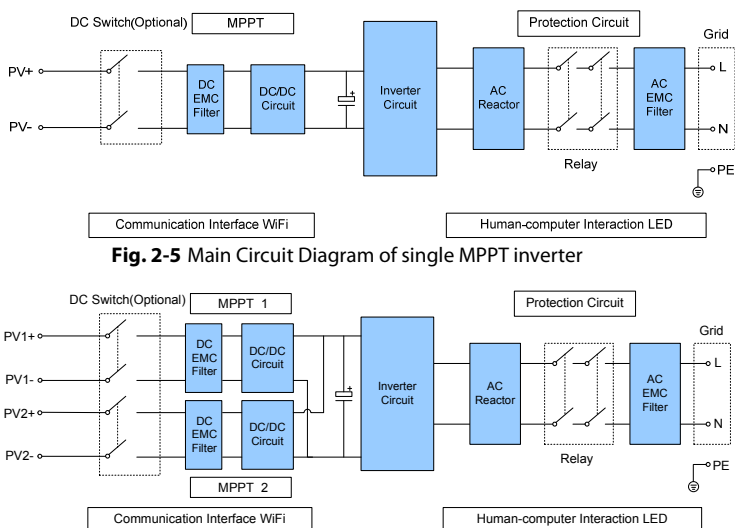 DC Switch(Optional)
MPPT
Protection Circuit
Grid
PV+
PV-
DC
EMC
Filter
DC/DC
Circuit
+
Inverter
Circuit
AC
Reactor
Relay
AC
EMC
Filter
L
N
PE
Communication Interface WiFi
Human-computer Interaction LED
Fig. 2-5 Main Circuit Diagram of single MPPT inverter
DC Switch(Optional)
MPPT 1
Protection Circuit
Grid
PV1+
PV1-
PV2+
PV2-
DC
EMC
Filter
DC/DC
Circuit
DC
EMC
Filter
DC/DC
Circuit
+
Inverter
Circuit
AC
Reactor
Relay
AC
EMC
Filter
L
N
PE
MPPT 2
Communication Interface WiFi
Human-computer Interaction LED